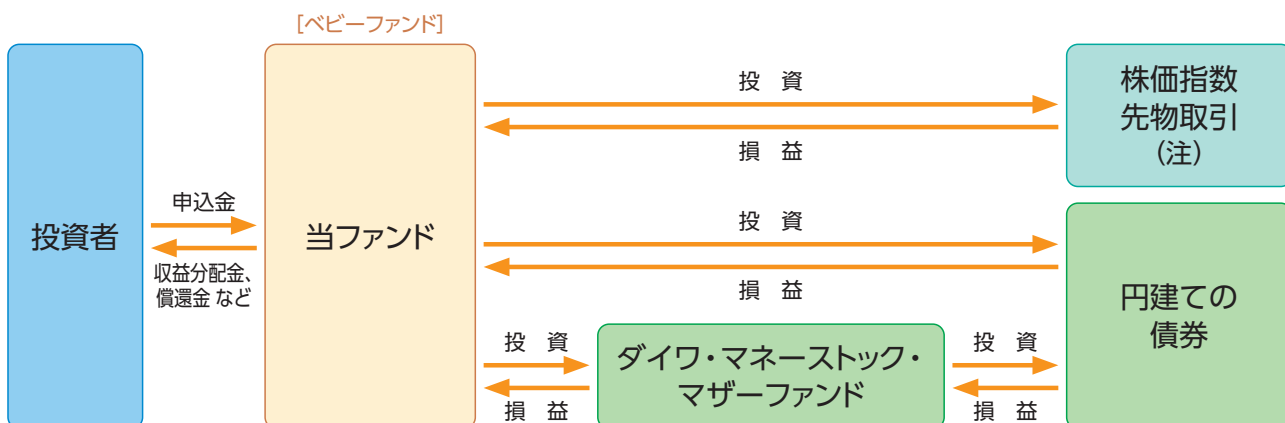 [ベビーファンド]
投資者
申込金
収益分配金、
償還金 など
当ファンド
投 資
損 益
株価指数
先物取引
(注)
投 資
損 益
投 資
損 益
ダイワ・マネーストック・
マザーファンド
投 資
損 益
円建ての
債券